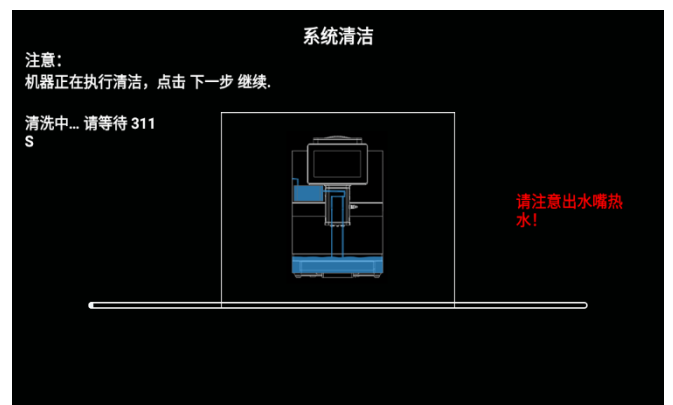 系统清洁
注意：
机器正在执行清洁，点击 下一步 继续.
清洗中... 请等待 311
S
请注意出水嘴热
水！